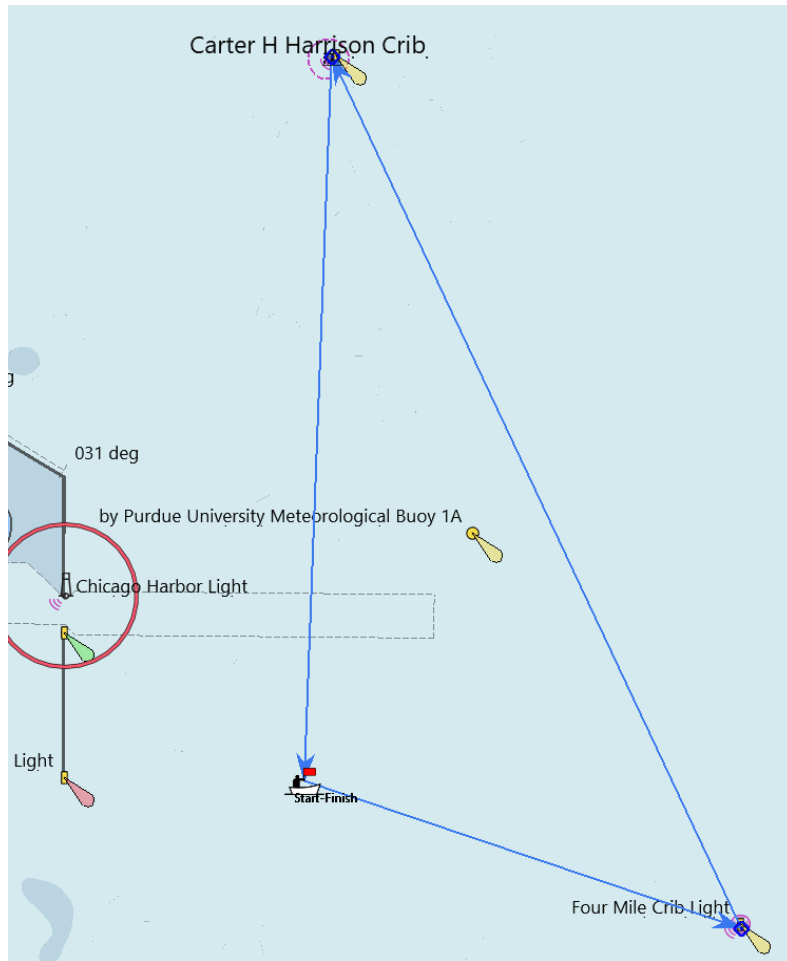 Carter H Harrison Crib
g
031 deg
by Purdue University Meteorological Buoy 1A
Chicago Harbor Light
Light
Start-Finish
Four Mile Crib Light